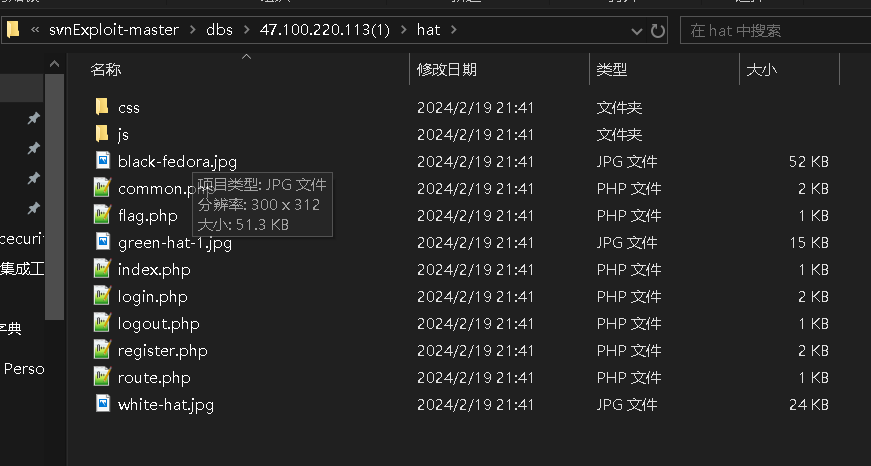 « svnExploit-master > dbs > 47.100.220.113(1) > hat >
在 hat 中搜索
名称 修改日期 类型 大小
css 2024/2/19 21:41 文件夹
js 2024/2/19 21:41 文件夹
black-fedora.jpg 2024/2/19 21:41 JPG 文件 52 KB
common.php 2024/2/19 21:41 PHP 文件 2 KB
flag.php 2024/2/19 21:41 PHP 文件 1 KB
green-hat-1.jpg 2024/2/19 21:41 JPG 文件 15 KB
index.php 2024/2/19 21:41 PHP 文件 1 KB
login.php 2024/2/19 21:41 PHP 文件 2 KB
logout.php 2024/2/19 21:41 PHP 文件 1 KB
register.php 2024/2/19 21:41 PHP 文件 2 KB
route.php 2024/2/19 21:41 PHP 文件 1 KB
white-hat.jpg 2024/2/19 21:41 JPG 文件 24 KB
项目类型: JPG 文件
分辨率: 300 x 312
大小: 51.3 KB
cecurit
集成工
字典
Perso